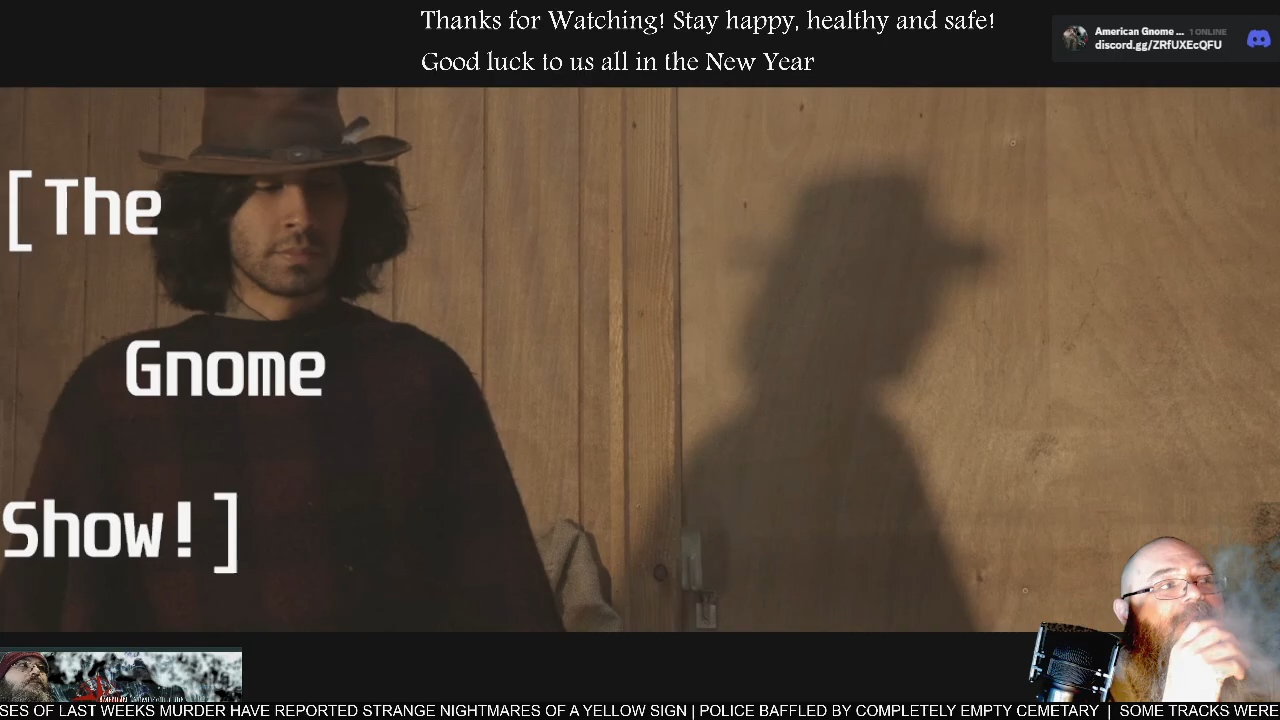 Thanks for Watching! Stay happy, healthy and safe!
Good luck to us all in the New Year
American Gnome ... 1 ONLINE
discord.gg/ZRfUXEcQFU
[The
Gnome
Show!]
SES OF LAST WEEKS MURDER HAVE REPORTED STRANGE NIGHTMARES OF A YELLOW SIGN | POLICE BAFFLED BY COMPLETELY EMPTY CEMETARY | SOME TRACKS WERE